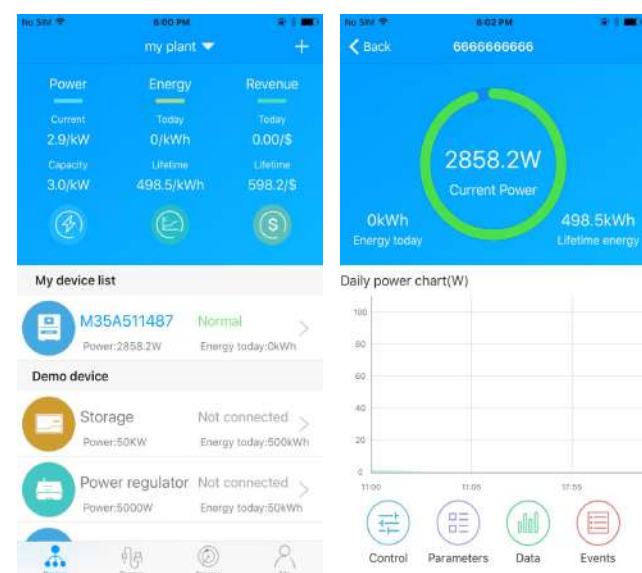 No SIM 6:00 PM
my plant +
Power Energy Revenue
Current Today Today
2.9/kW 0/kWh 0.00/$
Capacity Lifetime Lifetime
3.0/kW 498.5/kWh 598.2/$
$
My device list
M35A511487 Normal
Power:2858.2W Energy today:0kWh
Demo device
Storage Not connected
Power:50KW Energy today:500kWh
Power regulator Not connected
Power:5000W Energy today:50kWh
No SIM 6:02 PM
Back 6666666666
2858.2W
Current Power
0kWh 498.5kWh
Energy today Lifetime energy
Daily power chart(W)
100
80
60
40
20
0
11:00 11:05 17:55
Control Parameters Data Events